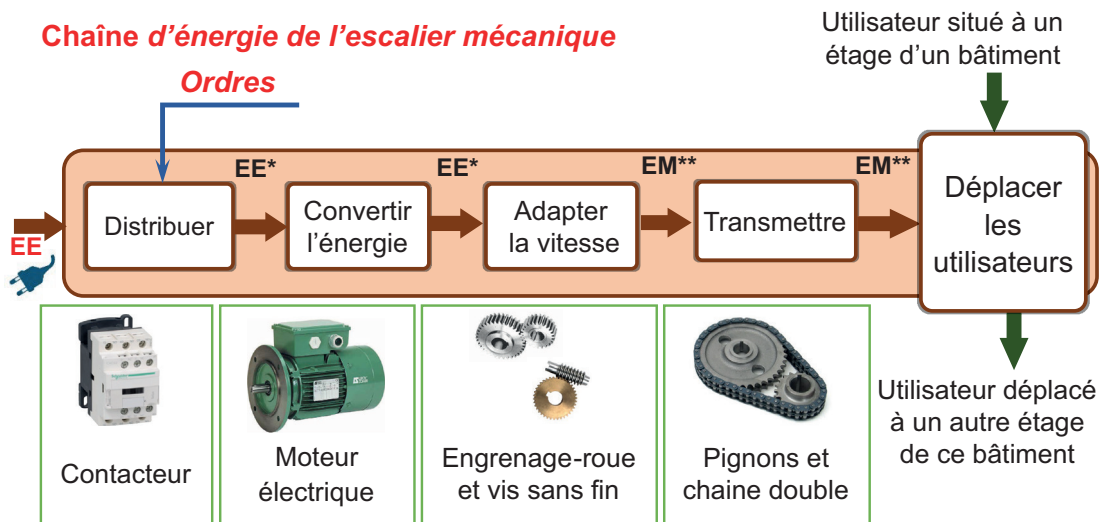 Chaîne d'énergie de l'escalier mécanique
Ordres
Utilisateur situé à un
étage d'un bâtiment
EE
Distribuer
EE*
Convertir
l'énergie
EE*
Adapter
la vitesse
EM**
Transmettre
EM**
Déplacer
les
utilisateurs
Contacteur
Moteur
électrique
Engrenage-roue
et vis sans fin
Pignons et
chaine double
Utilisateur déplacé
à un autre étage
de ce bâtiment